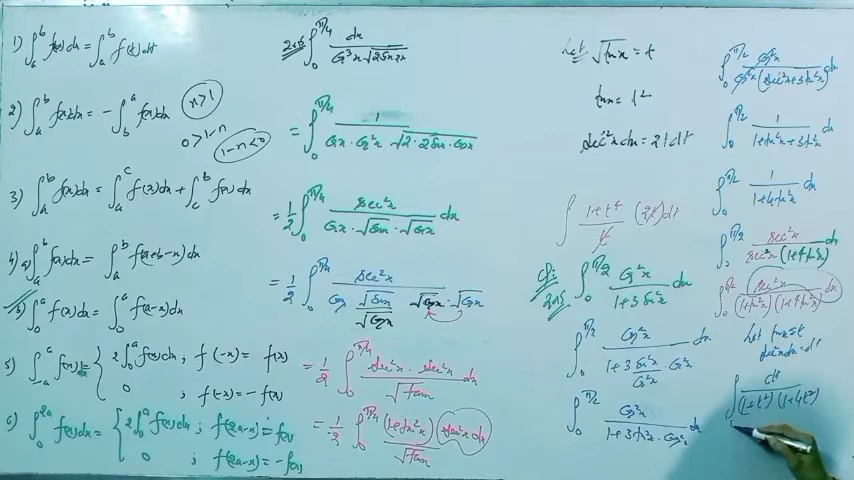 1) ∫_a^b f(x)dx = ∫_a^b f(t)dt
2) ∫_a^b f(x)dx = -∫_b^a f(x)dx
n>1
0>1-n
1-n<0
3) ∫_a^b f(x)dx = ∫_a^c f(x)dx + ∫_c^b f(x)dx
4) a) ∫_a^b f(x)dx = ∫_a^b f(a+b-x)dx
b) ∫_0^a f(x)dx = ∫_0^a f(a-x)dx
5) ∫_-a^a f(x)dx = { 2∫_0^a f(x)dx ; f(-x) = f(x)
0 ; f(-x) = -f(x)
6) ∫_0^2a f(x)dx = { 2∫_0^a f(x)dx ; f(2a-x) = f(x)
0 ; f(2a-x) = -f(x)
∫_0^π/4 dx / (Cos³x √(2Sin2x))
= ∫_0^π/4 1 / (Cosx · Cos²x √(2·2Sinx·Cosx))
= 1/2 ∫_0^π/4 Sec²x / (Cosx · √Sinx · √Cosx) dx
= 1/2 ∫_0^π/4 Sec²x / (Cosx √Sinx/√Cosx · √Cosx · √Cosx)
= 1/2 ∫_0^π/4 Sec²x · Sec²x / √tanx dx
= 1/2 ∫_0^π/4 (1+tan²x) / √tanx Sec²x dx
Let √tanx = t
tanx = t²
Sec²x dx = 2t dt
∫ (1+t⁴)/t (2t)dt
∫_0^π/2 Cos²x / (1+3Sin²x) dx
∫_0^π/2 Cos²x / (1+3 Sin²x/Cos²x · Cos²x) dx
∫_0^π/2 Cos²x / (1+3tan²x · Cos²x) dx
∫_0^π/2 Cos²x / (Cos²x (Sec²x+3tan²x)) dx
∫_0^π/2 1 / (1+tan²x+3tan²x) dx
∫_0^π/2 1 / (1+4tan²x) dx
∫_0^π/2 Sec²x / (Sec²x (1+4tan²x)) dx
∫_0^π/2 Sec²x / ((1+tan²x)(1+4tan²x)) dx
Let tanx=t
Sec²x dx = dt
∫ dt / ((1+t²)(1+4t²))